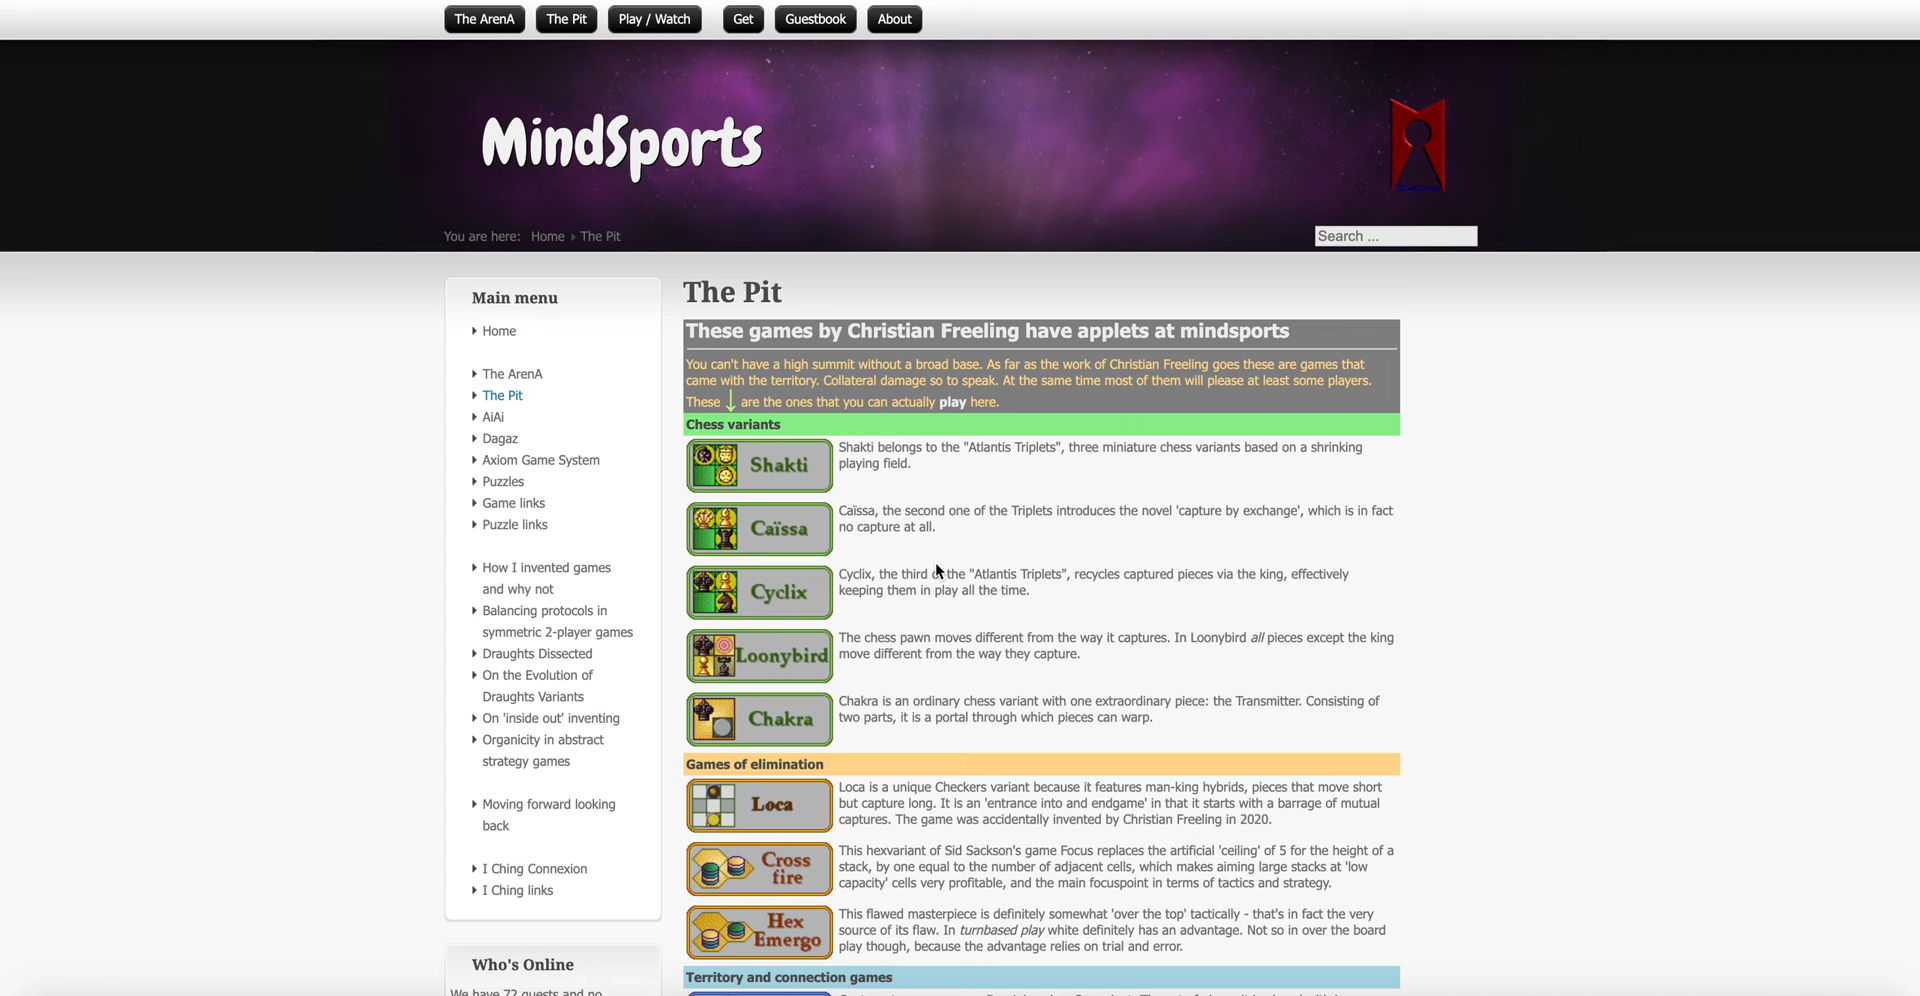 The ArenA
The Pit
Play / Watch
Get
Guestbook
About
MindSports
You are here: Home The Pit
Search ...
Main menu
Home
The ArenA
The Pit
AiAi
Dagaz
Axiom Game System
Puzzles
Game links
Puzzle links
How I invented games
and why not
Balancing protocols in
symmetric 2-player games
Draughts Dissected
On the Evolution of
Draughts Variants
On 'inside out' inventing
Organicity in abstract
strategy games
Moving forward looking
back
I Ching Connexion
I Ching links
Who's Online
We have 72 guests and no
The Pit
These games by Christian Freeling have applets at mindsports
You can't have a high summit without a broad base. As far as the work of Christian Freeling goes these are games that
came with the territory. Collateral damage so to speak. At the same time most of them will please at least some players.
These ↓ are the ones that you can actually play here.
Chess variants
Shakti
Shakti belongs to the "Atlantis Triplets", three miniature chess variants based on a shrinking
playing field.
Caïssa
Caïssa, the second one of the Triplets introduces the novel 'capture by exchange', which is in fact
no capture at all.
Cyclix
Cyclix, the third of the "Atlantis Triplets", recycles captured pieces via the king, effectively
keeping them in play all the time.
Loonybird
The chess pawn moves different from the way it captures. In Loonybird all pieces except the king
move different from the way they capture.
Chakra
Chakra is an ordinary chess variant with one extraordinary piece: the Transmitter. Consisting of
two parts, it is a portal through which pieces can warp.
Games of elimination
Loca
Loca is a unique Checkers variant because it features man-king hybrids, pieces that move short
but capture long. It is an 'entrance into and endgame' in that it starts with a barrage of mutual
captures. The game was accidentally invented by Christian Freeling in 2020.
Cross
fire
This hexvariant of Sid Sackson's game Focus replaces the artificial 'ceiling' of 5 for the height of a
stack, by one equal to the number of adjacent cells, which makes aiming large stacks at 'low
capacity' cells very profitable, and the main focuspoint in terms of tactics and strategy.
Hex
Emergo
This flawed masterpiece is definitely somewhat 'over the top' tactically - that's in fact the very
source of its flaw. In turnbased play white definitely has an advantage. Not so in over the board
play though, because the advantage relies on trial and error.
Territory and connection games